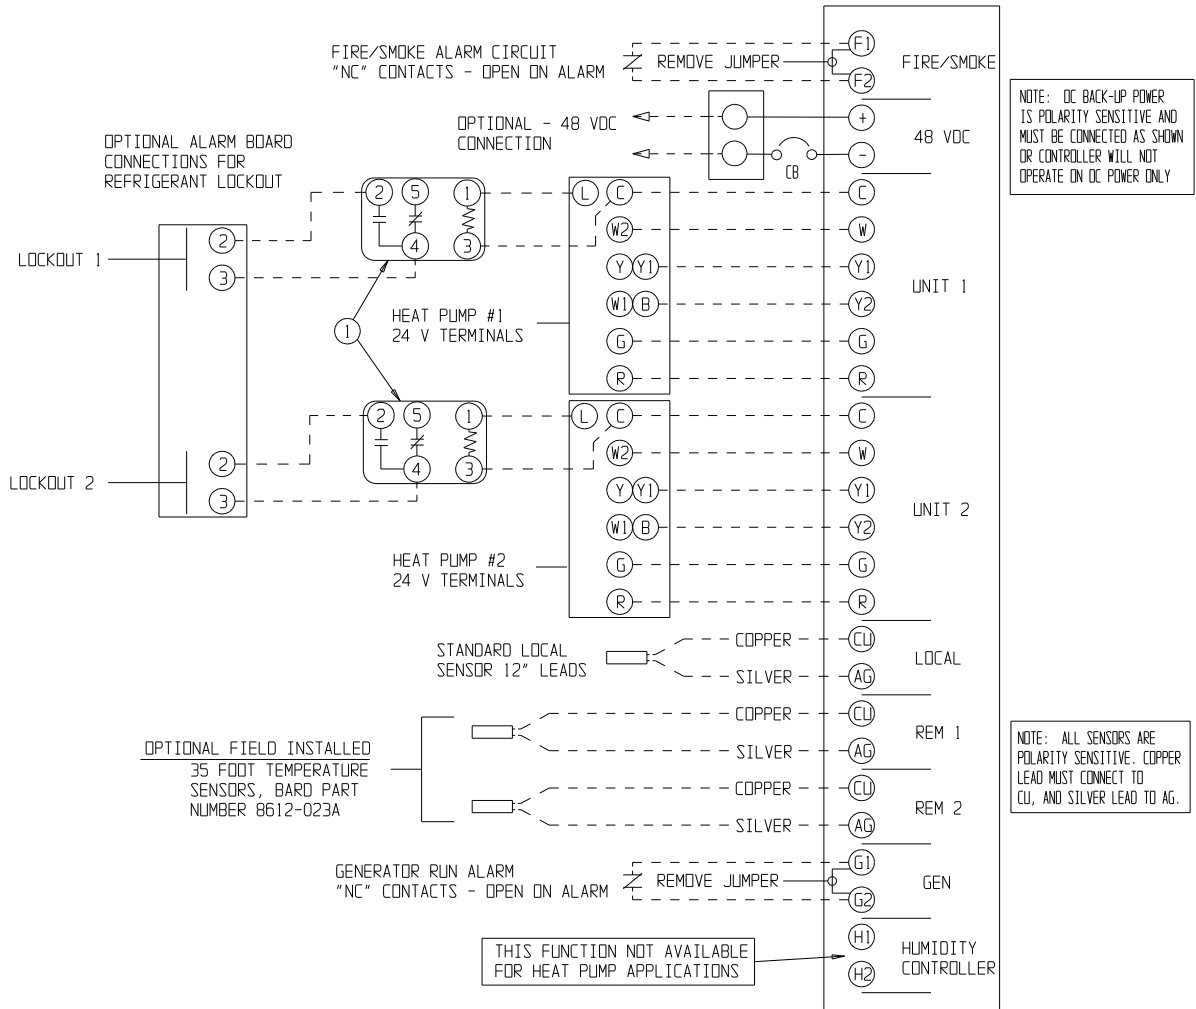 FIRE/SMOKE ALARM CIRCUIT
"NC" CONTACTS - OPEN ON ALARM
REMOVE JUMPER
F1
F2
FIRE/SMOKE
NOTE: DC BACK-UP POWER
IS POLARITY SENSITIVE AND
MUST BE CONNECTED AS SHOWN
OR CONTROLLER WILL NOT
OPERATE ON DC POWER ONLY
OPTIONAL - 48 VDC
CONNECTION
CB
+
-
48 VDC
OPTIONAL ALARM BOARD
CONNECTIONS FOR
REFRIGERANT LOCKOUT
LOCKOUT 1
2
3
2
5
1
4
3
1
HEAT PUMP #1
24 V TERMINALS
L
C
W2
Y
Y1
W1
B
G
R
C
W
Y1
Y2
G
R
UNIT 1
LOCKOUT 2
2
3
2
5
1
4
3
HEAT PUMP #2
24 V TERMINALS
L
C
W2
Y
Y1
W1
B
G
R
C
W
Y1
Y2
G
R
UNIT 2
STANDARD LOCAL
SENSOR 12" LEADS
COPPER
SILVER
CU
AG
LOCAL
OPTIONAL FIELD INSTALLED
35 FOOT TEMPERATURE
SENSORS, BARD PART
NUMBER 8612-023A
COPPER
SILVER
CU
AG
REM 1
COPPER
SILVER
CU
AG
REM 2
NOTE: ALL SENSORS ARE
POLARITY SENSITIVE. COPPER
LEAD MUST CONNECT TO
CU, AND SILVER LEAD TO AG.
GENERATOR RUN ALARM
"NC" CONTACTS - OPEN ON ALARM
REMOVE JUMPER
G1
G2
GEN
THIS FUNCTION NOT AVAILABLE
FOR HEAT PUMP APPLICATIONS
H1
H2
HUMIDITY
CONTROLLER